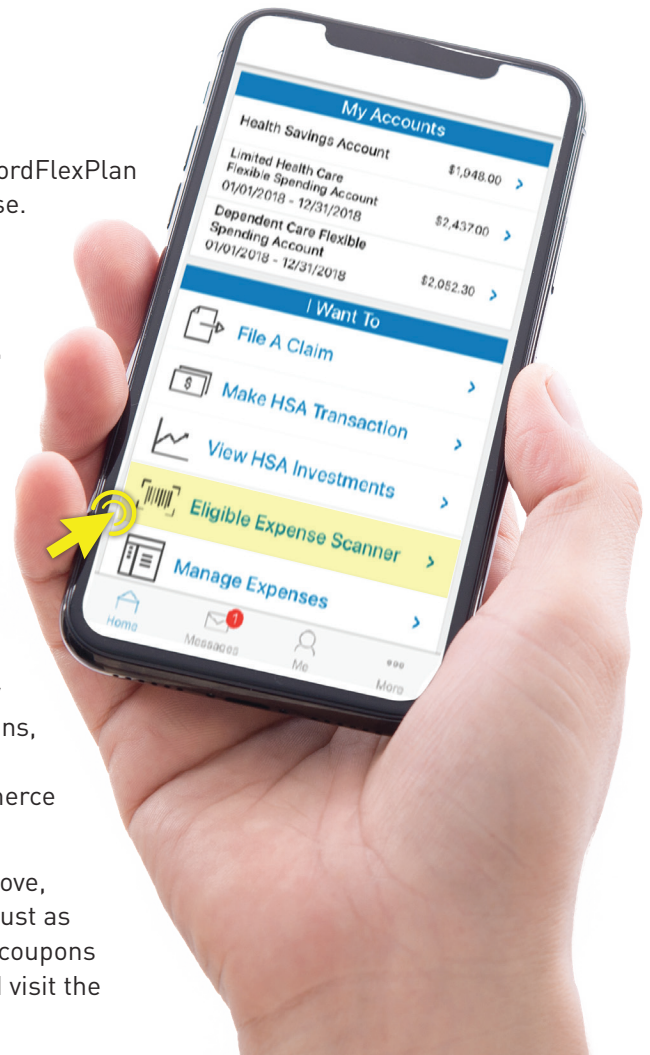 ordFlexPlan
se.
ns,
nerce
ove,
ust as
coupons
d visit the
My Accounts
Health Savings Account
$1,948.00
Limited Health Care
Flexible Spending Account
01/01/2018 - 12/31/2018
$2,437.00
Dependent Care Flexible
Spending Account
01/01/2018 - 12/31/2018
$2,052.30
I Want To
File A Claim
Make HSA Transaction
View HSA Investments
Eligible Expense Scanner
Manage Expenses
Home
Messages
1
Me
More